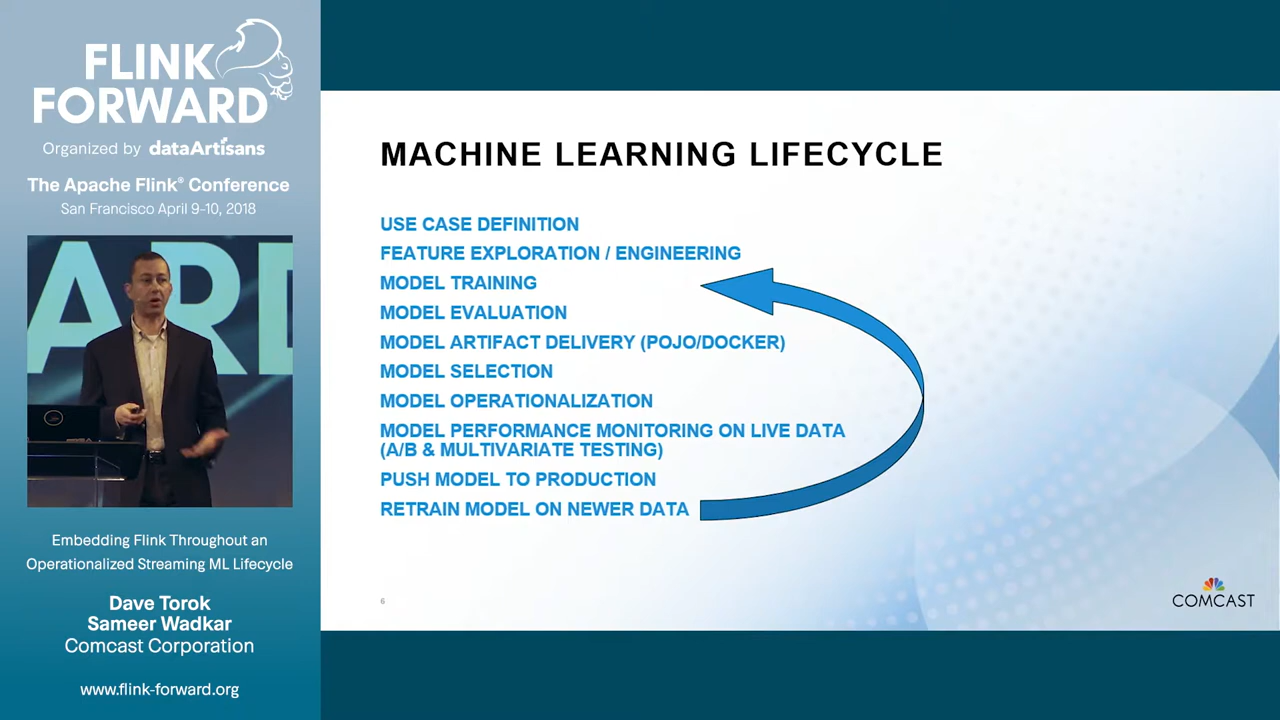 FLINK
FORWARD
Organized by dataArtisans
The Apache Flink® Conference
San Francisco April 9-10, 2018
ARD
Embedding Flink Throughout an
Operationalized Streaming ML Lifecycle
Dave Torok
Sameer Wadkar
Comcast Corporation
www.flink-forward.org
MACHINE LEARNING LIFECYCLE
USE CASE DEFINITION
FEATURE EXPLORATION / ENGINEERING
MODEL TRAINING
MODEL EVALUATION
MODEL ARTIFACT DELIVERY (POJO/DOCKER)
MODEL SELECTION
MODEL OPERATIONALIZATION
MODEL PERFORMANCE MONITORING ON LIVE DATA
(A/B & MULTIVARIATE TESTING)
PUSH MODEL TO PRODUCTION
RETRAIN MODEL ON NEWER DATA
6
COMCAST